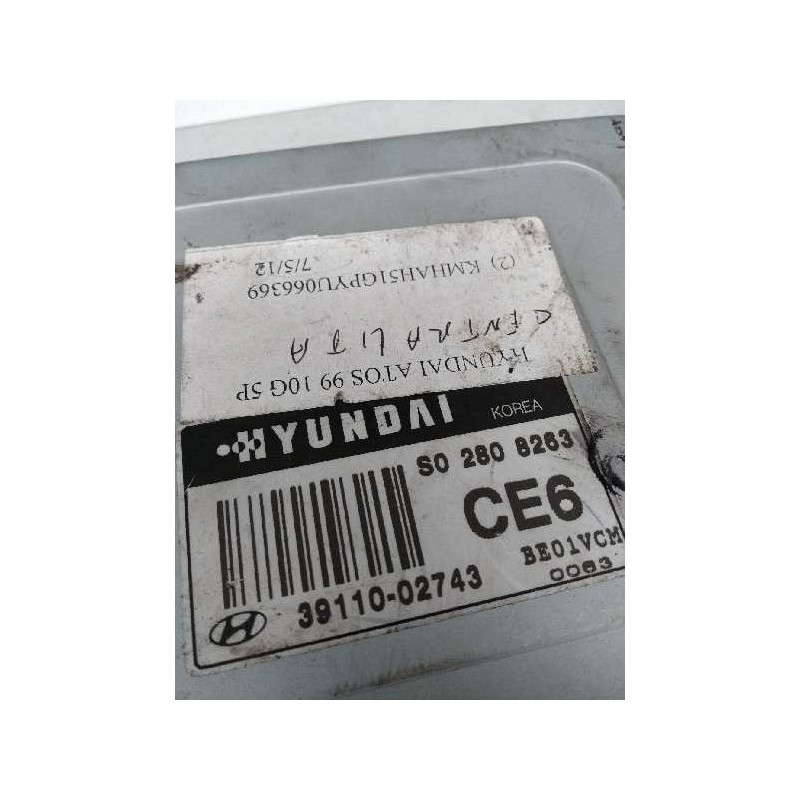 HYUNDAI ATOS 99 10G 5P
CENTRALITA
(2) KMHAH51GPYU066369
7/5/12
HYUNDAI KOREA
S0 280 8263
CE6
BE01VCM
0063
39110-02743